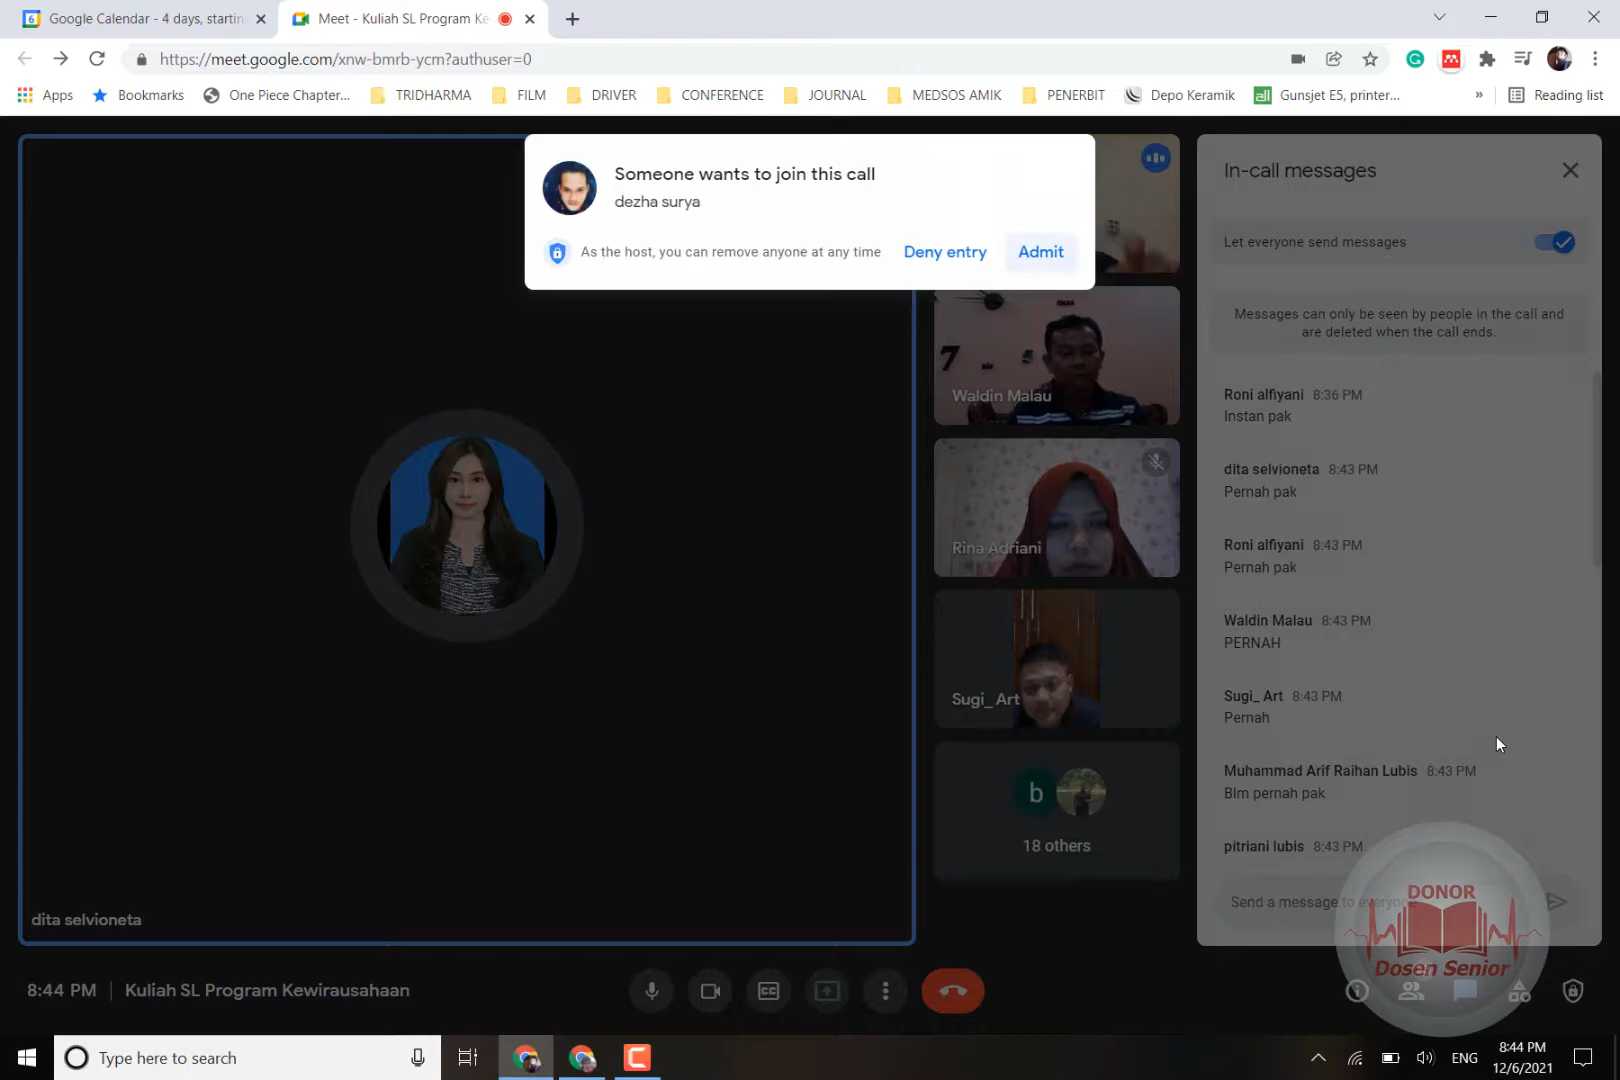 Google Calendar - 4 days, startin
Meet - Kuliah SL Program Ke
https://meet.google.com/xnw-bmrb-ycm?authuser=0
Apps
Bookmarks
One Piece Chapter...
TRIDHARMA
FILM
DRIVER
CONFERENCE
JOURNAL
MEDSOS AMIK
PENERBIT
Depo Keramik
Gunsjet E5, printer...
»
Reading list
Someone wants to join this call
dezha surya
As the host, you can remove anyone at any time
Deny entry
Admit
7
Waldin Malau
Rina Adriani
Sugi_ Art
b
18 others
dita selvioneta
In-call messages
Let everyone send messages
Messages can only be seen by people in the call and
are deleted when the call ends.
Roni alfiyani 8:36 PM
Instan pak
dita selvioneta 8:43 PM
Pernah pak
Roni alfiyani 8:43 PM
Pernah pak
Waldin Malau 8:43 PM
PERNAH
Sugi_ Art 8:43 PM
Pernah
Muhammad Arif Raihan Lubis 8:43 PM
Blm pernah pak
pitriani lubis 8:43 PM
Send a message to everyone
DONOR
Dosen Senior
8:44 PM
Kuliah SL Program Kewirausahaan
CC
Type here to search
ENG
8:44 PM
12/6/2021